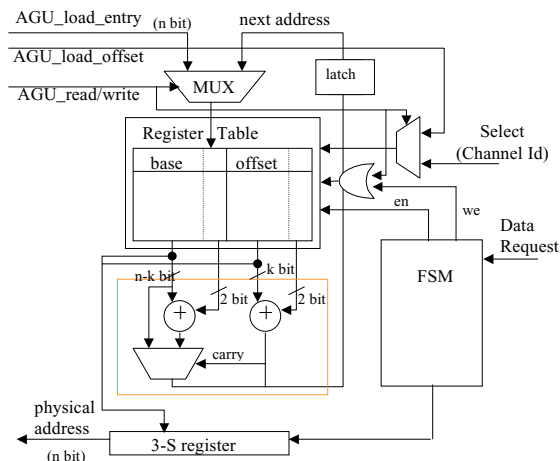 AGU_load_entry
(n bit)
next address
AGU_load_offset
latch
MUX
AGU_read/write
Register Table
Select
(Channel Id)
base
offset
en
we
Data
Request
FSM
n-k bit
k bit
2 bit
2 bit
+
+
carry
physical
address
(n bit)
3-S register